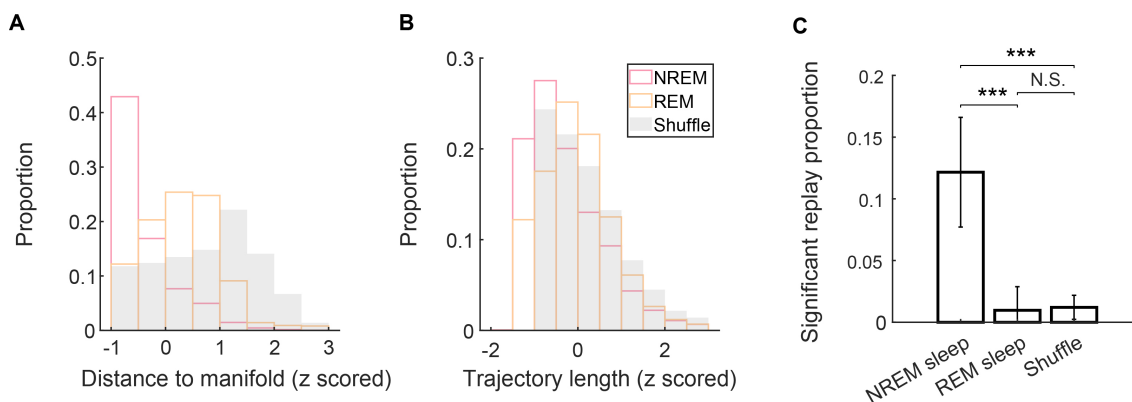 A
0.5
0.4
0.3
0.2
0.1
0
Proportion
-1
0
1
2
3
Distance to manifold (z scored)
B
0.3
0.2
0.1
0
Proportion
-2
0
2
Trajectory length (z scored)
NREM
REM
Shuffle
C
***
N.S.
***
0.2
0.15
0.1
0.05
0
Significant replay proportion
NREM sleep
REM sleep
Shuffle